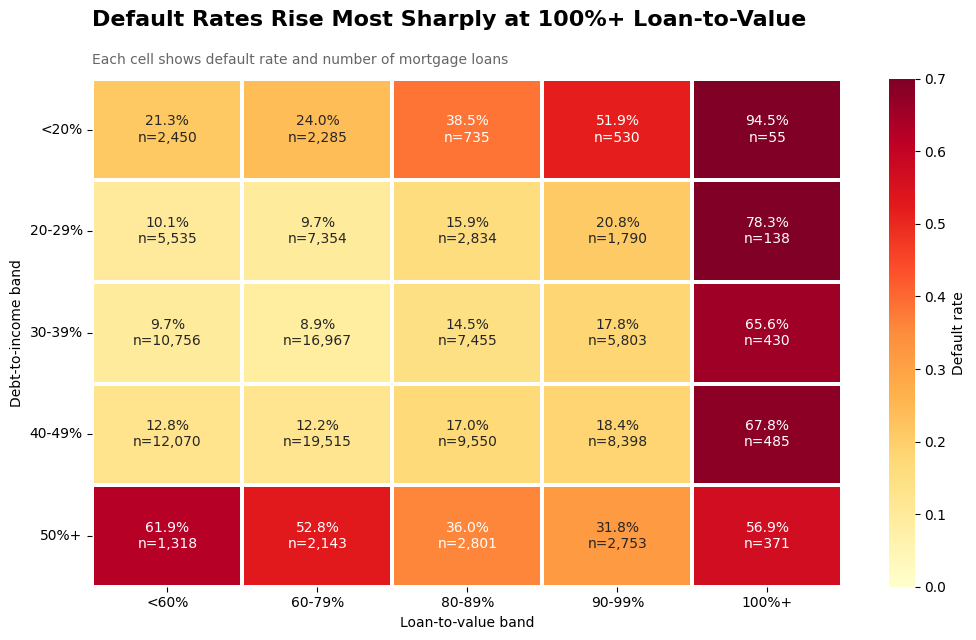 Default Rates Rise Most Sharply at 100%+ Loan-to-Value
Each cell shows default rate and number of mortgage loans
Debt-to-income band
<20%
21.3%
n=2,450
24.0%
n=2,285
38.5%
n=735
51.9%
n=530
94.5%
n=55
20-29%
10.1%
n=5,535
9.7%
n=7,354
15.9%
n=2,834
20.8%
n=1,790
78.3%
n=138
30-39%
9.7%
n=10,756
8.9%
n=16,967
14.5%
n=7,455
17.8%
n=5,803
65.6%
n=430
40-49%
12.8%
n=12,070
12.2%
n=19,515
17.0%
n=9,550
18.4%
n=8,398
67.8%
n=485
50%+
61.9%
n=1,318
52.8%
n=2,143
36.0%
n=2,801
31.8%
n=2,753
56.9%
n=371
<60%
60-79%
80-89%
90-99%
100%+
Loan-to-value band
0.7
0.6
0.5
0.4
0.3
0.2
0.1
0.0
Default rate